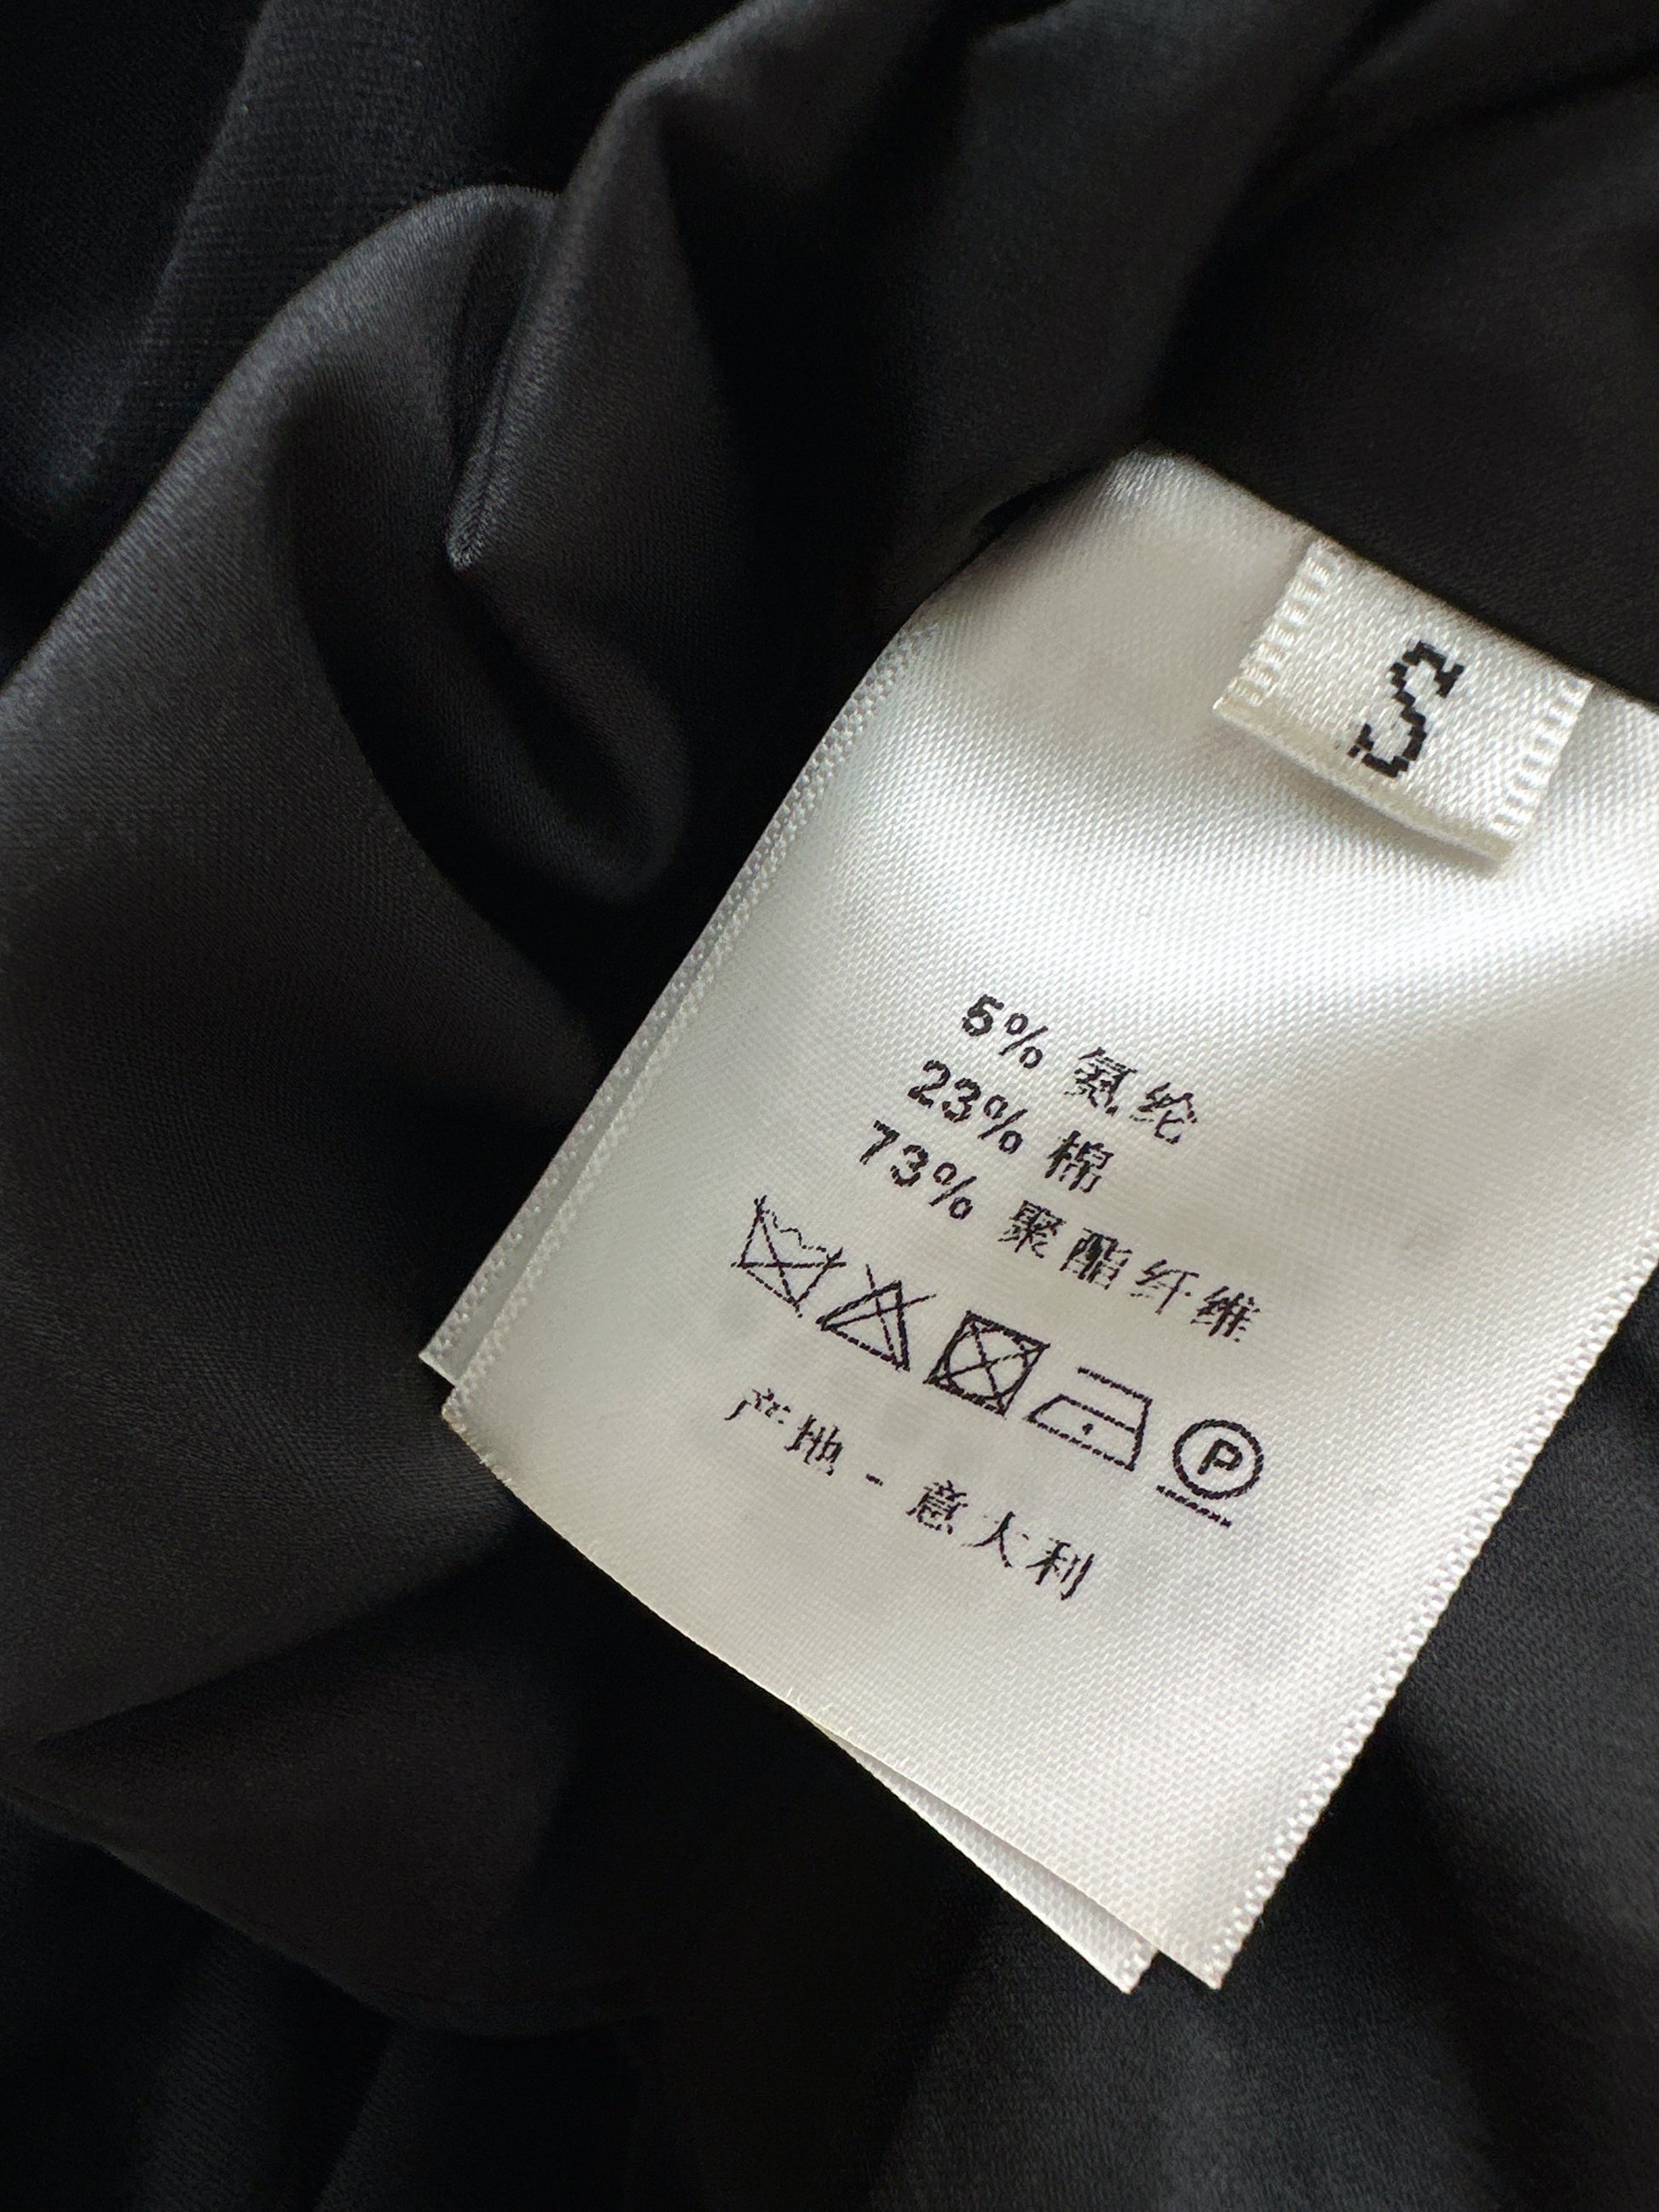 S
5% 氨纶
23% 棉
73% 聚酯纤维
P
产地 - 意大利